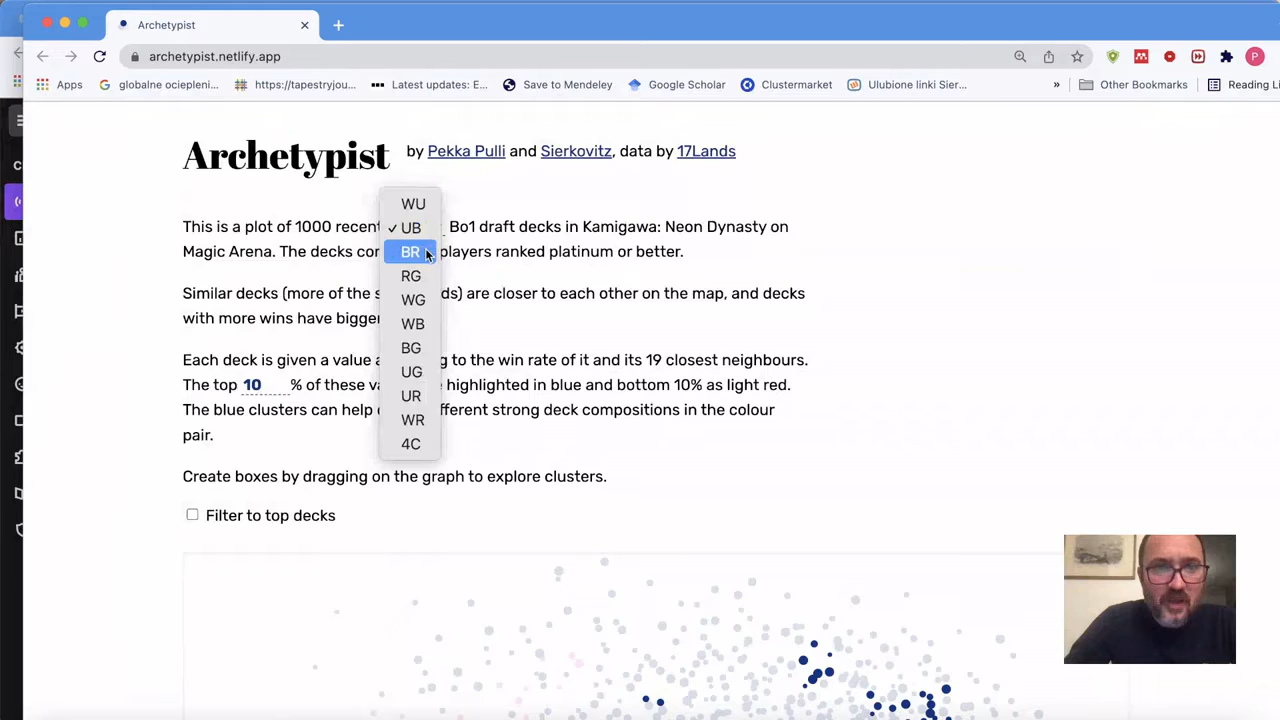 Archetypist
archetypist.netlify.app
P
Apps
globalne ociepleni...
https://tapestryjou...
Latest updates: E...
Save to Mendeley
Google Scholar
Clustermarket
Ulubione linki Sier...
»
Other Bookmarks
Reading Li
Archetypist by Pekka Pulli and Sierkovitz, data by 17Lands
WU
UB
BR
RG
WG
WB
BG
UG
UR
WR
4C
This is a plot of 1000 recent Bo1 draft decks in Kamigawa: Neon Dynasty on
Magic Arena. The decks co players ranked platinum or better.
Similar decks (more of the s ds) are closer to each other on the map, and decks
with more wins have bigge
Each deck is given a value a g to the win rate of it and its 19 closest neighbours.
The top 10 % of these va highlighted in blue and bottom 10% as light red.
The blue clusters can help fferent strong deck compositions in the colour
pair.
Create boxes by dragging on the graph to explore clusters.
Filter to top decks